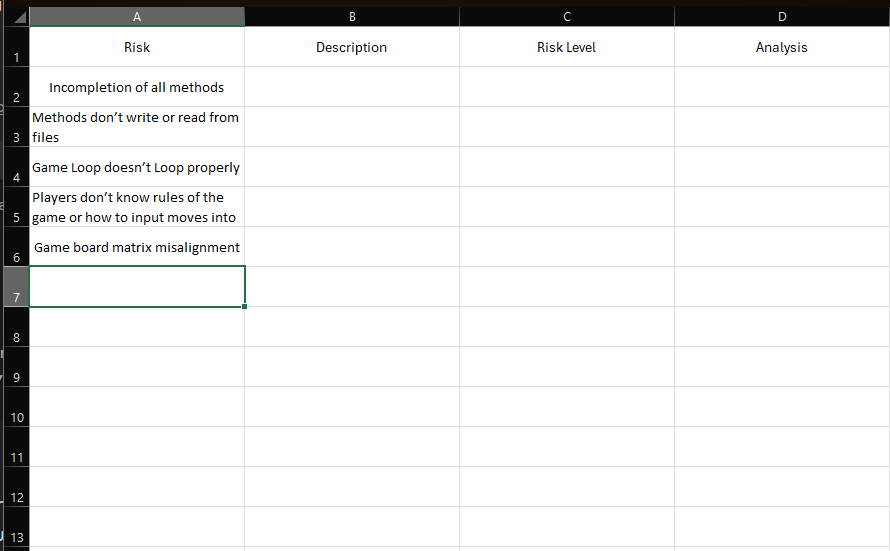 A B C D
1 Risk Description Risk Level Analysis
2 Incompletion of all methods
Methods don’t write or read from
3 files
4 Game Loop doesn’t Loop properly
Players don’t know rules of the
5 game or how to input moves into
6 Game board matrix misalignment
7
8
9
10
11
12
13